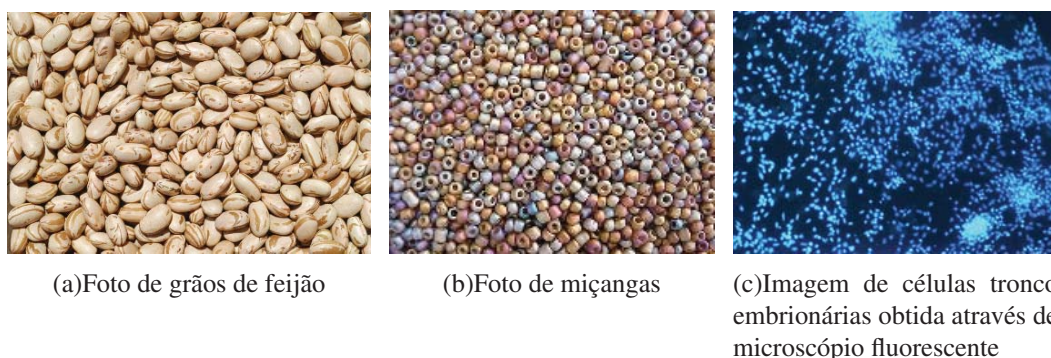 (a)Foto de grãos de feijão
(b)Foto de miçangas
(c)Imagem de células tronco
embrionárias obtida através de
microscópio fluorescente